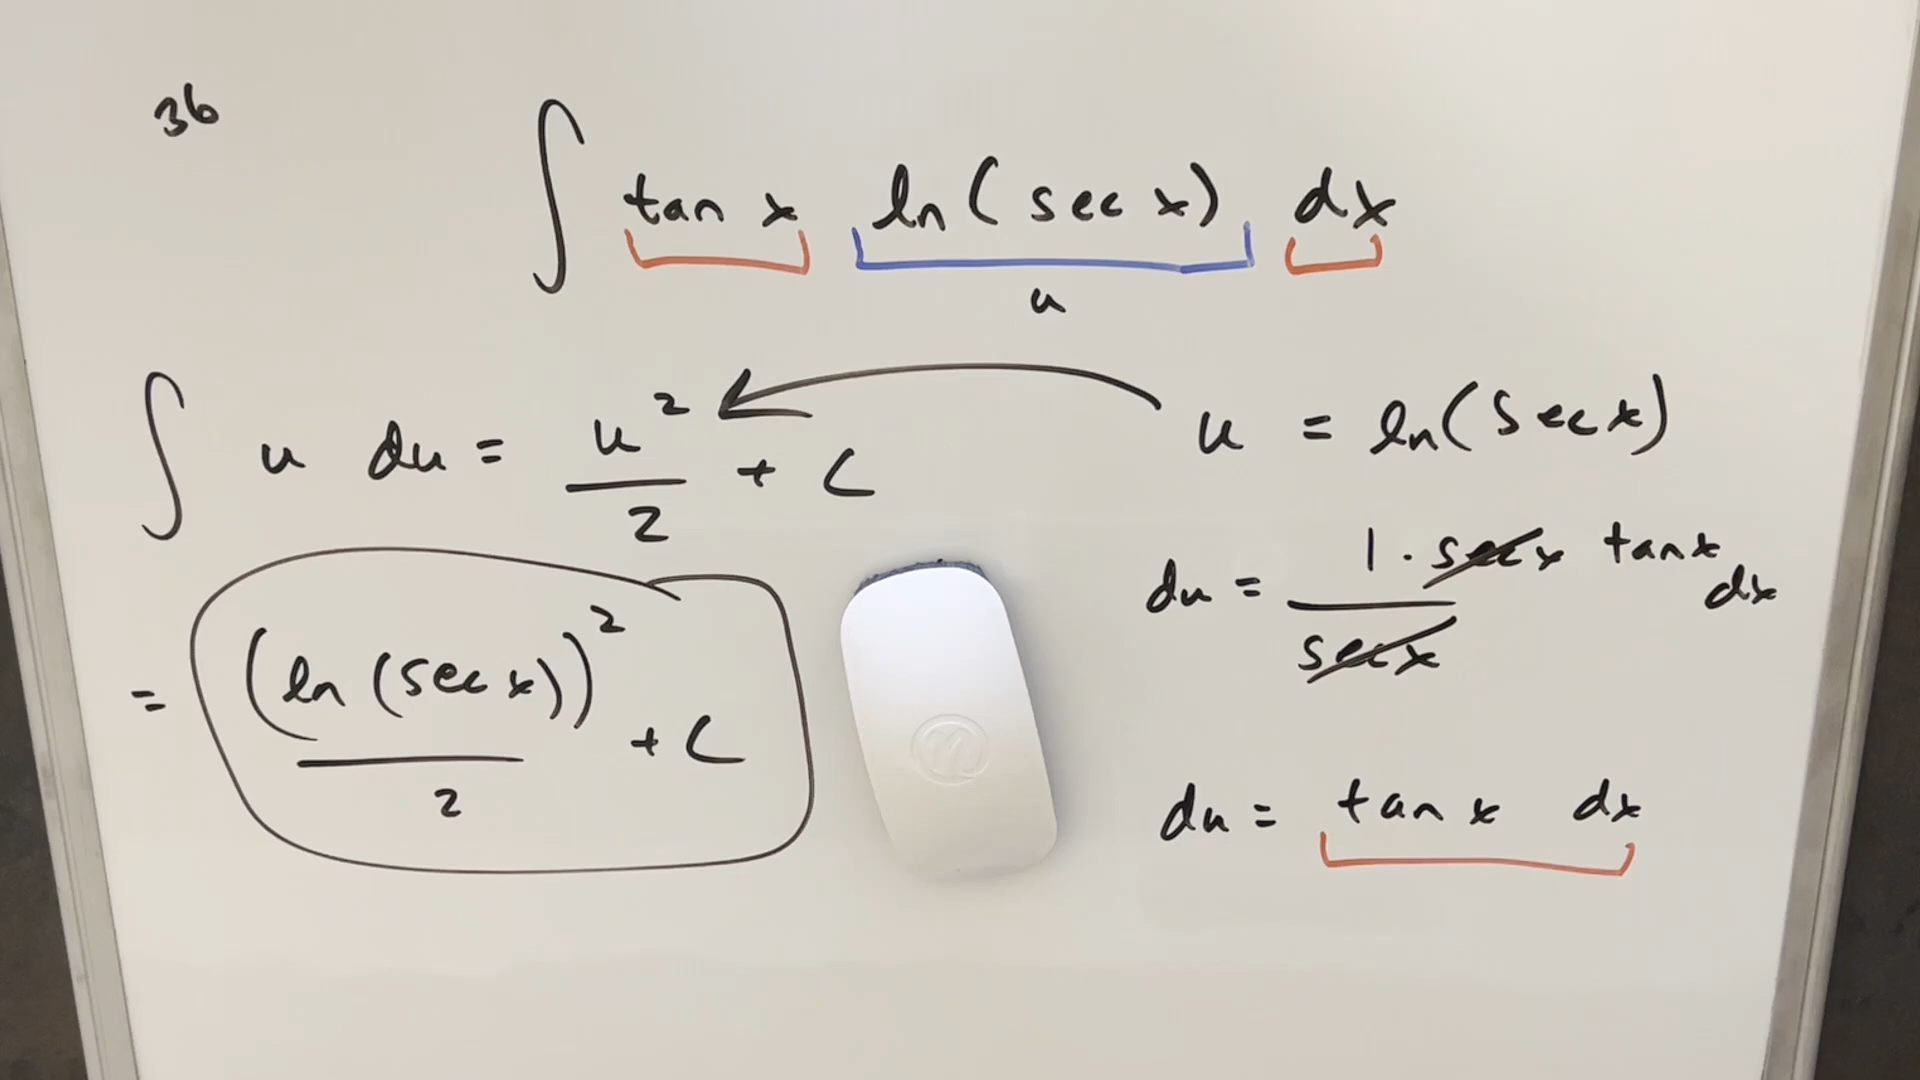 36
∫ tan x ln(sec x) dx
u
∫ u du = u²/2 + C
u = ln(sec x)
du = 1 · sec x tan x dx / sec x
= (ln(sec x))²/2 + C
du = tan x dx